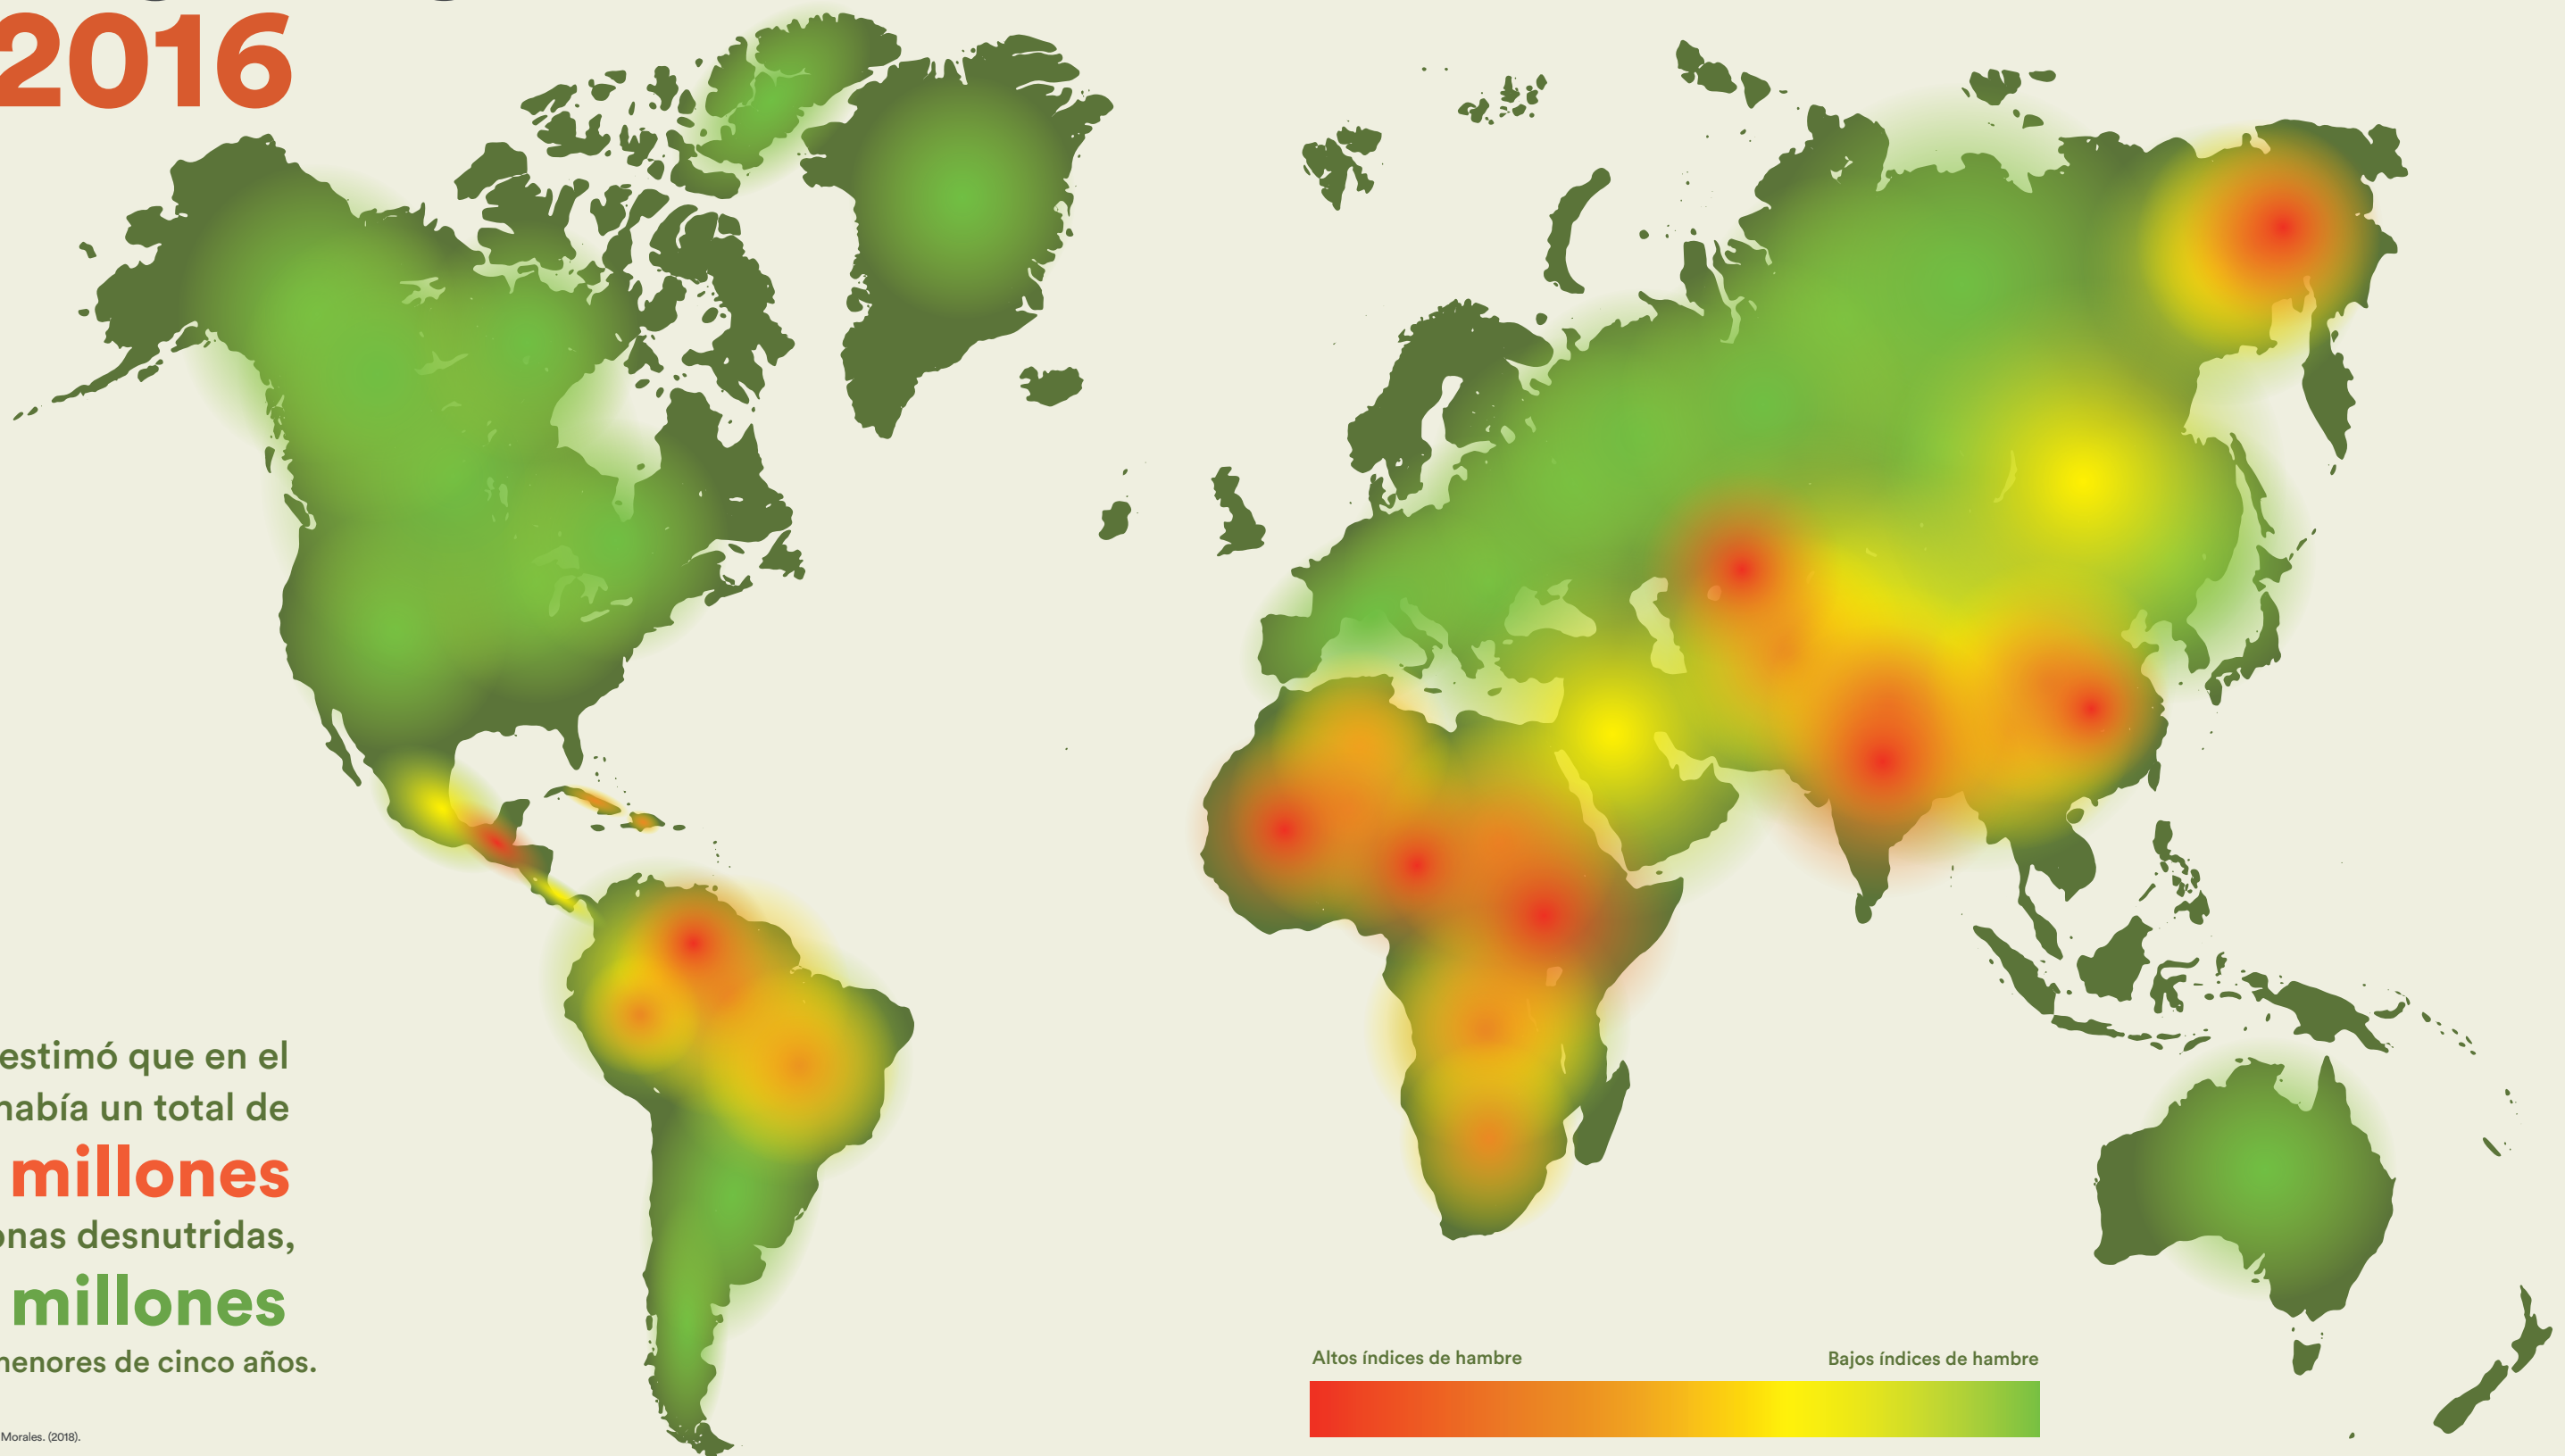 2016
estimó que en el
había un total de
millones
onas desnutridas,
millones
menores de cinco años.
Morales. (2018).
Altos índices de hambre
Bajos índices de hambre